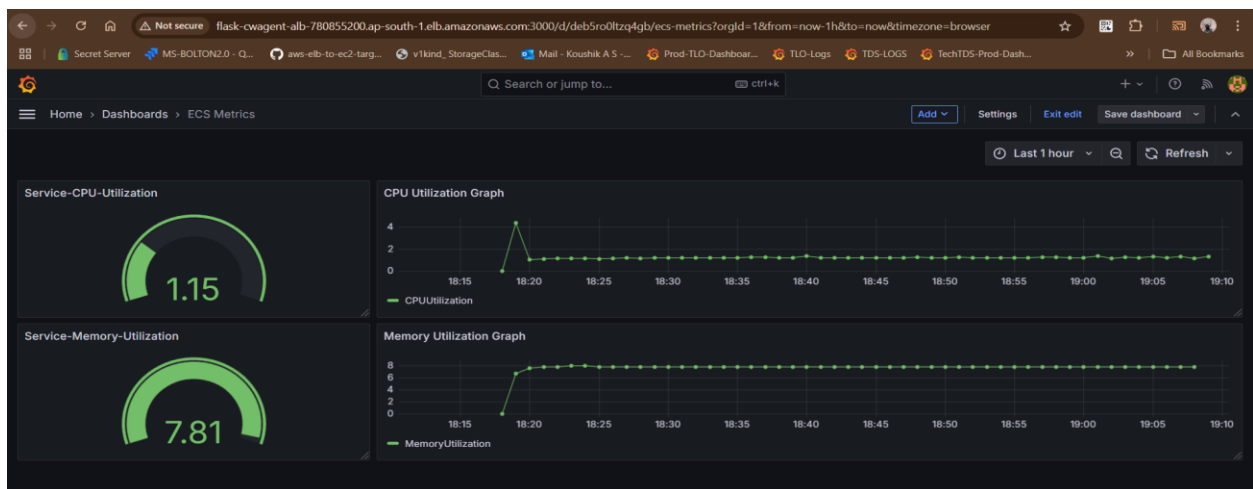 Not secure flask-cwagent-alb-780855200.ap-south-1.elb.amazonaws.com:3000/d/deb5ro0ltzq4gb/ecs-metrics?orgId=1&from=now-1h&to=now&timezone=browser
Secret Server MS-BOLTON2.0 - Q... aws-elb-to-ec2-targ... v1kind_StorageClas... Mail - Koushik A S -... Prod-TLO-Dashboar... TLO-Logs TDS-LOGS TechTDS-Prod-Dash... » All Bookmarks
Search or jump to... ctrl+k
Home › Dashboards › ECS Metrics Add Settings Exit edit Save dashboard
Last 1 hour Refresh
Service-CPU-Utilization
1.15
CPU Utilization Graph
4
2
0
18:15 18:20 18:25 18:30 18:35 18:40 18:45 18:50 18:55 19:00 19:05 19:10
CPUUtilization
Service-Memory-Utilization
7.81
Memory Utilization Graph
8
6
4
2
0
18:15 18:20 18:25 18:30 18:35 18:40 18:45 18:50 18:55 19:00 19:05 19:10
MemoryUtilization